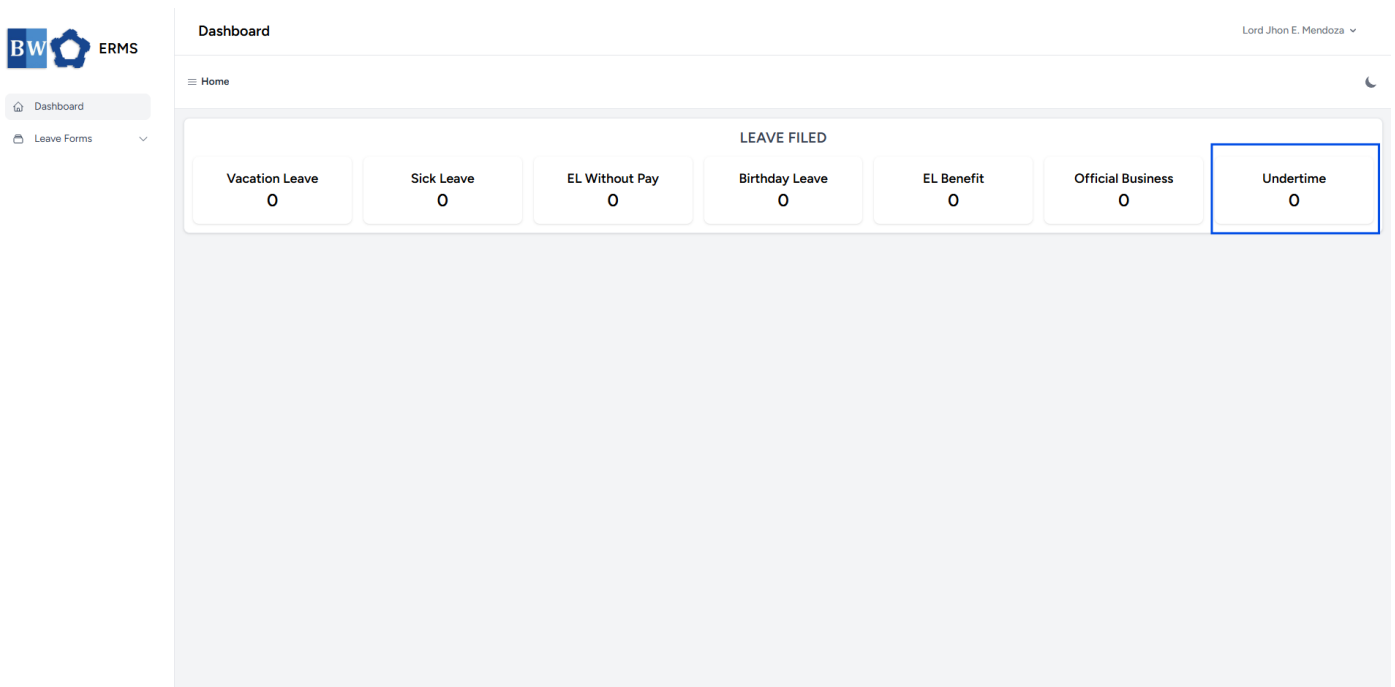 BW ERMS
Dashboard
Lord Jhon E. Mendoza
Home
Dashboard
Leave Forms
LEAVE FILED
Vacation Leave
0
Sick Leave
0
EL Without Pay
0
Birthday Leave
0
EL Benefit
0
Official Business
0
Undertime
0